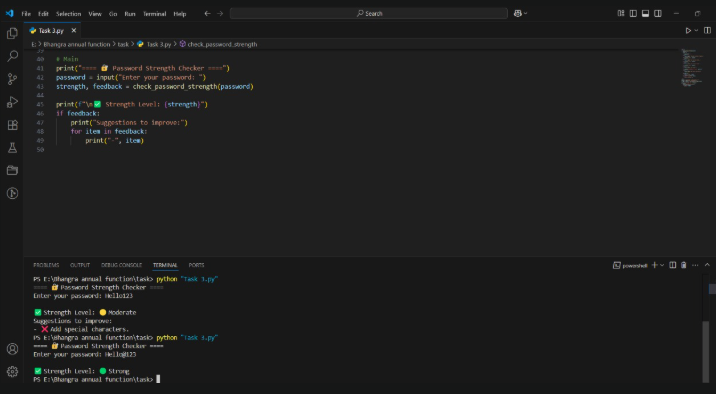 File Edit Selection View Go Run Terminal Help
Search
Task 3.py
E: > Bhangra annual function > task > Task 3.py > check_password_strength
39
40 # Main
41 print("==== 🔐 Password Strength Checker ====")
42 password = input("Enter your password: ")
43 strength, feedback = check_password_strength(password)
44
45 print(f"\n✅ Strength Level: {strength}")
46 if feedback:
47 print("Suggestions to improve:")
48 for item in feedback:
49 print("-", item)
50
PROBLEMS OUTPUT DEBUG CONSOLE TERMINAL PORTS
powershell
PS E:\Bhangra annual function\task> python "Task 3.py"
==== 🔐 Password Strength Checker ====
Enter your password: Hello123
✅ Strength Level: 🟡 Moderate
Suggestions to improve:
- ❌ Add special characters.
PS E:\Bhangra annual function\task> python "Task 3.py"
==== 🔐 Password Strength Checker ====
Enter your password: Hello@123
✅ Strength Level: 🟢 Strong
PS E:\Bhangra annual function\task>